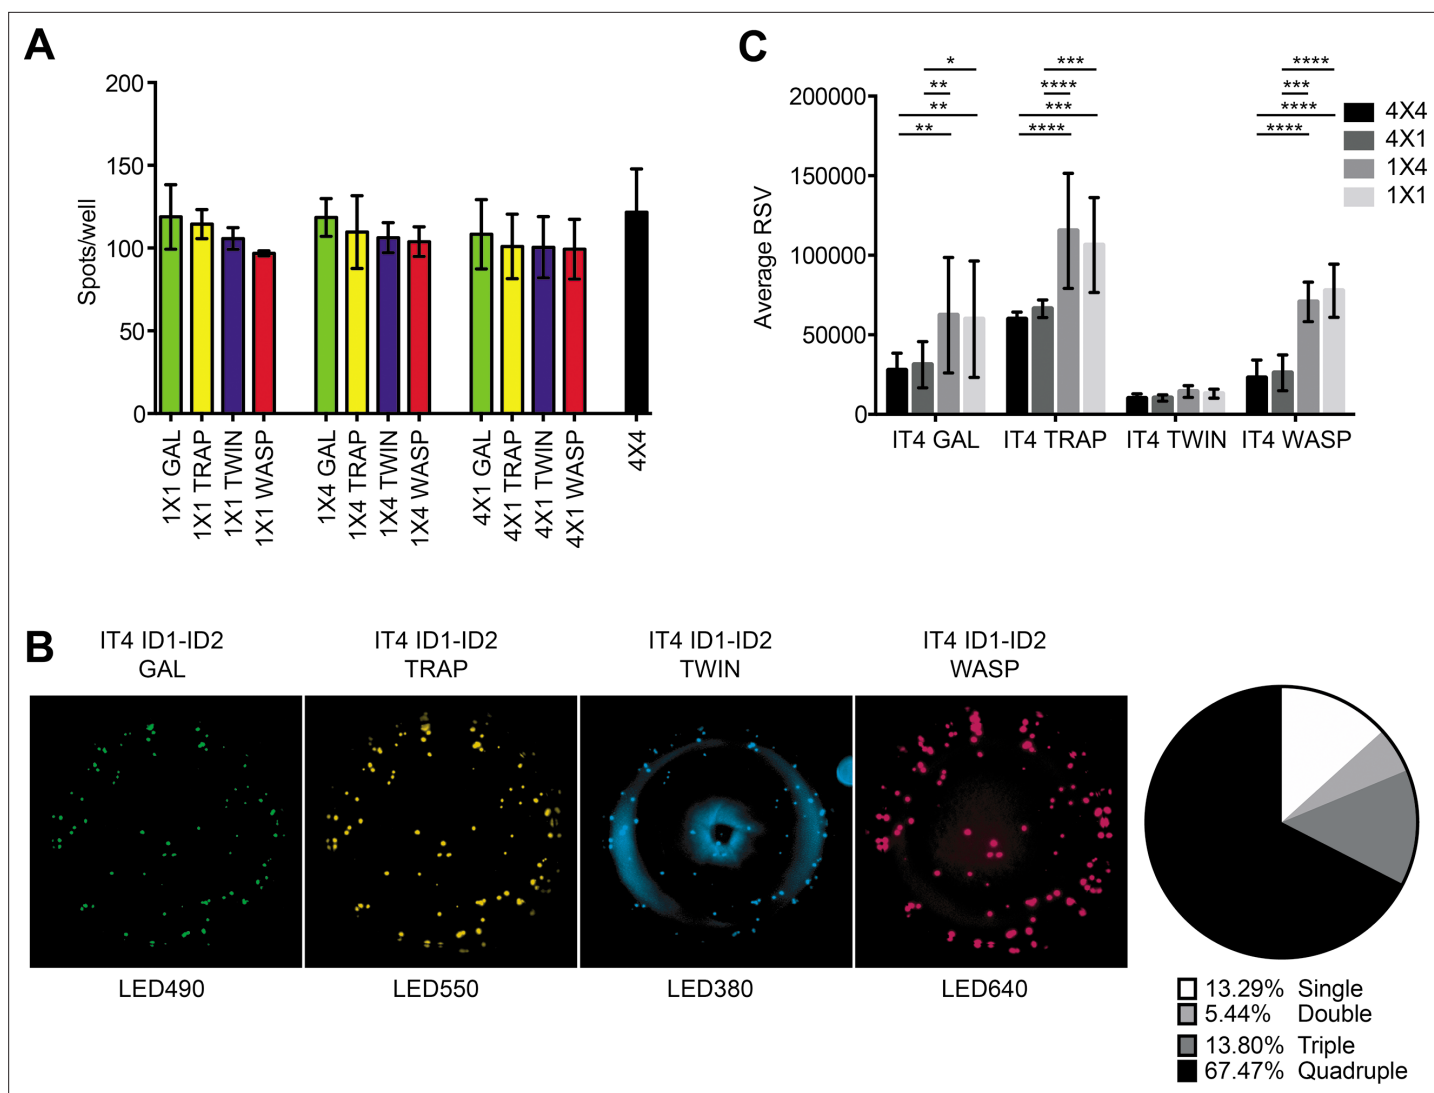 A
Spots/well
200
150
100
50
0
1X1 GAL
1X1 TRAP
1X1 TWIN
1X1 WASP
1X4 GAL
1X4 TRAP
1X4 TWIN
1X4 WASP
4X1 GAL
4X1 TRAP
4X1 TWIN
4X1 WASP
4X4
C
Average RSV
200000
150000
100000
50000
0
*
**
**
**
***
****
***
****
****
***
****
****
4X4
4X1
1X4
1X1
IT4 GAL
IT4 TRAP
IT4 TWIN
IT4 WASP
B
IT4 ID1-ID2
GAL
IT4 ID1-ID2
TRAP
IT4 ID1-ID2
TWIN
IT4 ID1-ID2
WASP
LED490
LED550
LED380
LED640
13.29% Single
5.44% Double
13.80% Triple
67.47% Quadruple